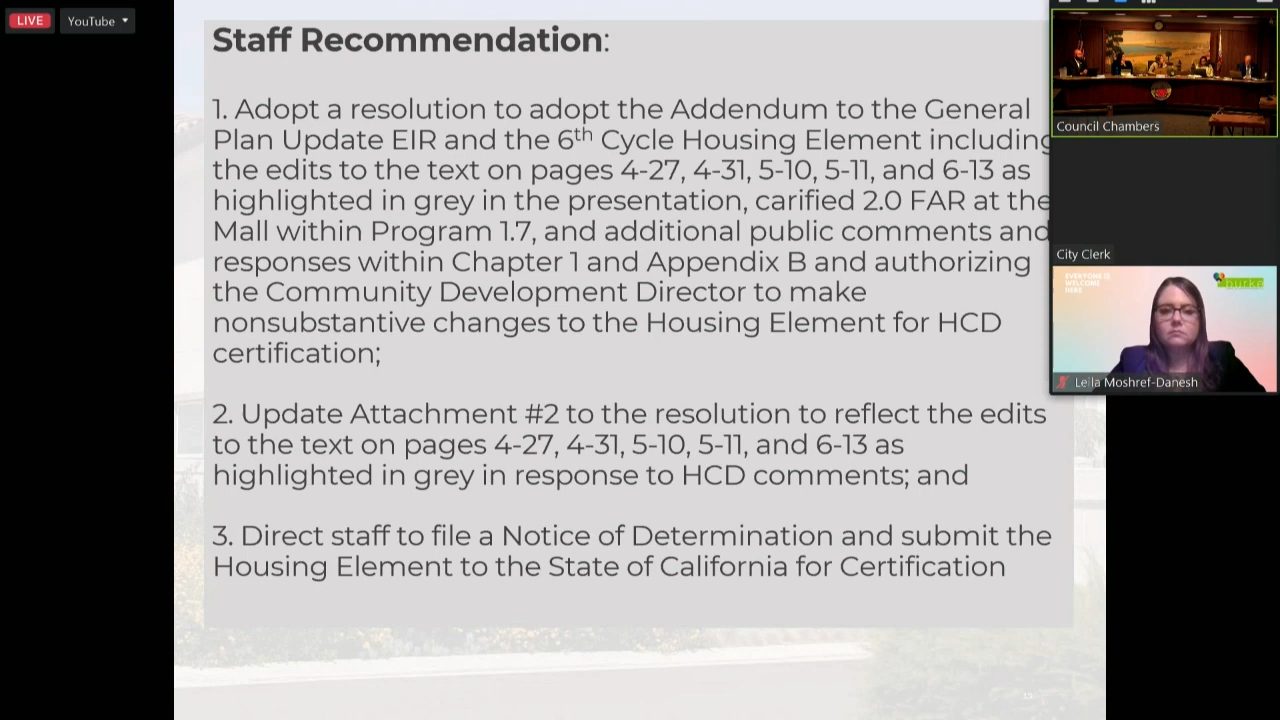 LIVE
YouTube
Staff Recommendation:
1. Adopt a resolution to adopt the Addendum to the General
Plan Update EIR and the 6th Cycle Housing Element including
the edits to the text on pages 4-27, 4-31, 5-10, 5-11, and 6-13 as
highlighted in grey in the presentation, carified 2.0 FAR at the
Mall within Program 1.7, and additional public comments and
responses within Chapter 1 and Appendix B and authorizing
the Community Development Director to make
nonsubstantive changes to the Housing Element for HCD
certification;
2. Update Attachment #2 to the resolution to reflect the edits
to the text on pages 4-27, 4-31, 5-10, 5-11, and 6-13 as
highlighted in grey in response to HCD comments; and
3. Direct staff to file a Notice of Determination and submit the
Housing Element to the State of California for Certification
13
Council Chambers
City Clerk
EVERYONE IS
WELCOME
HERE
burke
Leila Moshref-Danesh